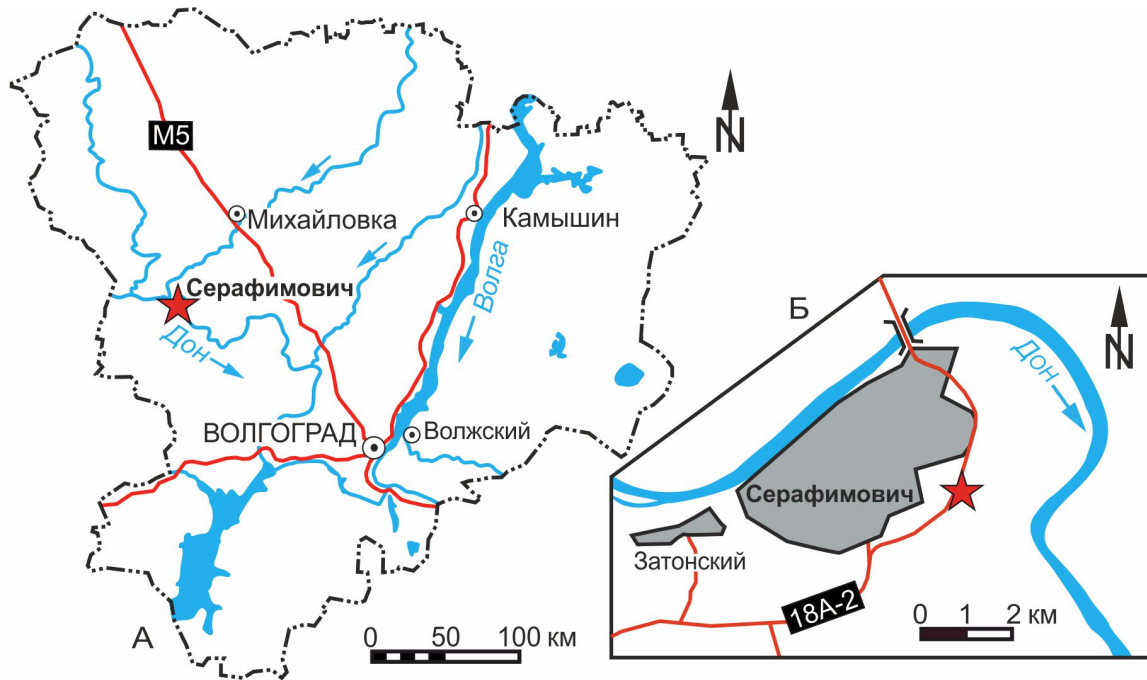 N
М5
Михайловка
Камышин
Волга
Серафимович
Дон
Б
N
Дон
ВОЛГОГРАД
Волжский
Серафимович
Затонский
18А-2
А
0 50 100 км
0 1 2 км